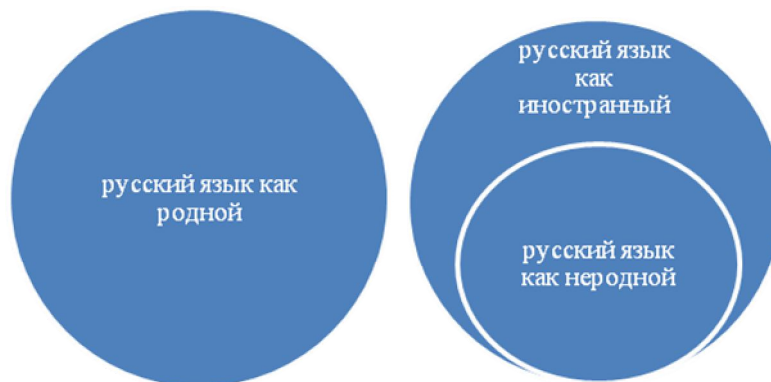 русский язык как
родной
русский язык
как
иностранный
русский язык
как неродной